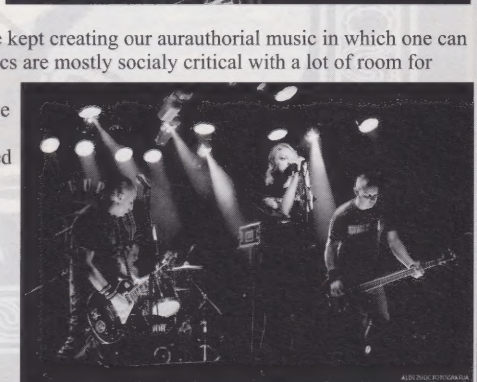 e kept creating our aurauthorial music in which one can
cs are mostly socialy critical with a lot of room for
e
ed